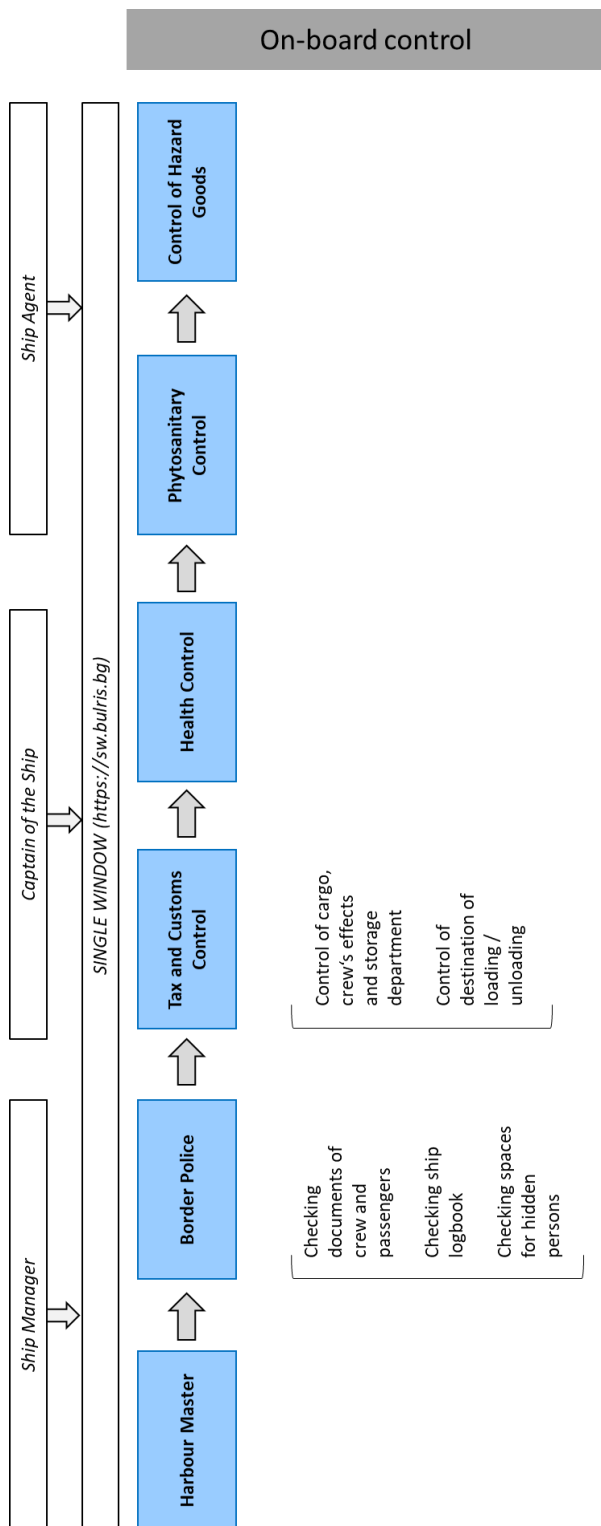 On-board control
Ship Manager
Captain of the Ship
Ship Agent
SINGLE WINDOW (https://sw.bulris.bg)
Harbour Master
Border Police
Tax and Customs
Control
Health Control
Phytosanitary
Control
Control of Hazard
Goods
Checking
documents of
crew and
passengers
Checking ship
logbook
Checking spaces
for hidden
persons
Control of cargo,
crew's effects
and storage
department
Control of
destination of
loading /
unloading